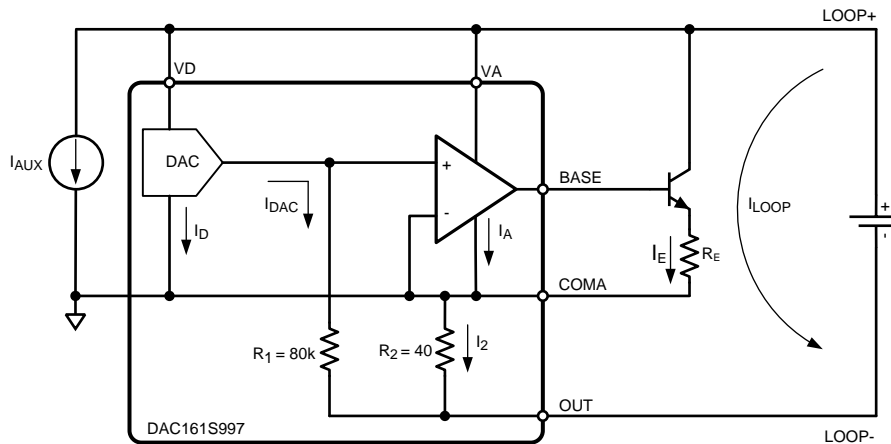 LOOP+
VD
VA
IAUX
DAC
+
-
BASE
+
-
IDAC
ID
IA
ILOOP
IE
RE
COMA
R1 = 80k
R2 = 40
I2
OUT
DAC161S997
LOOP-